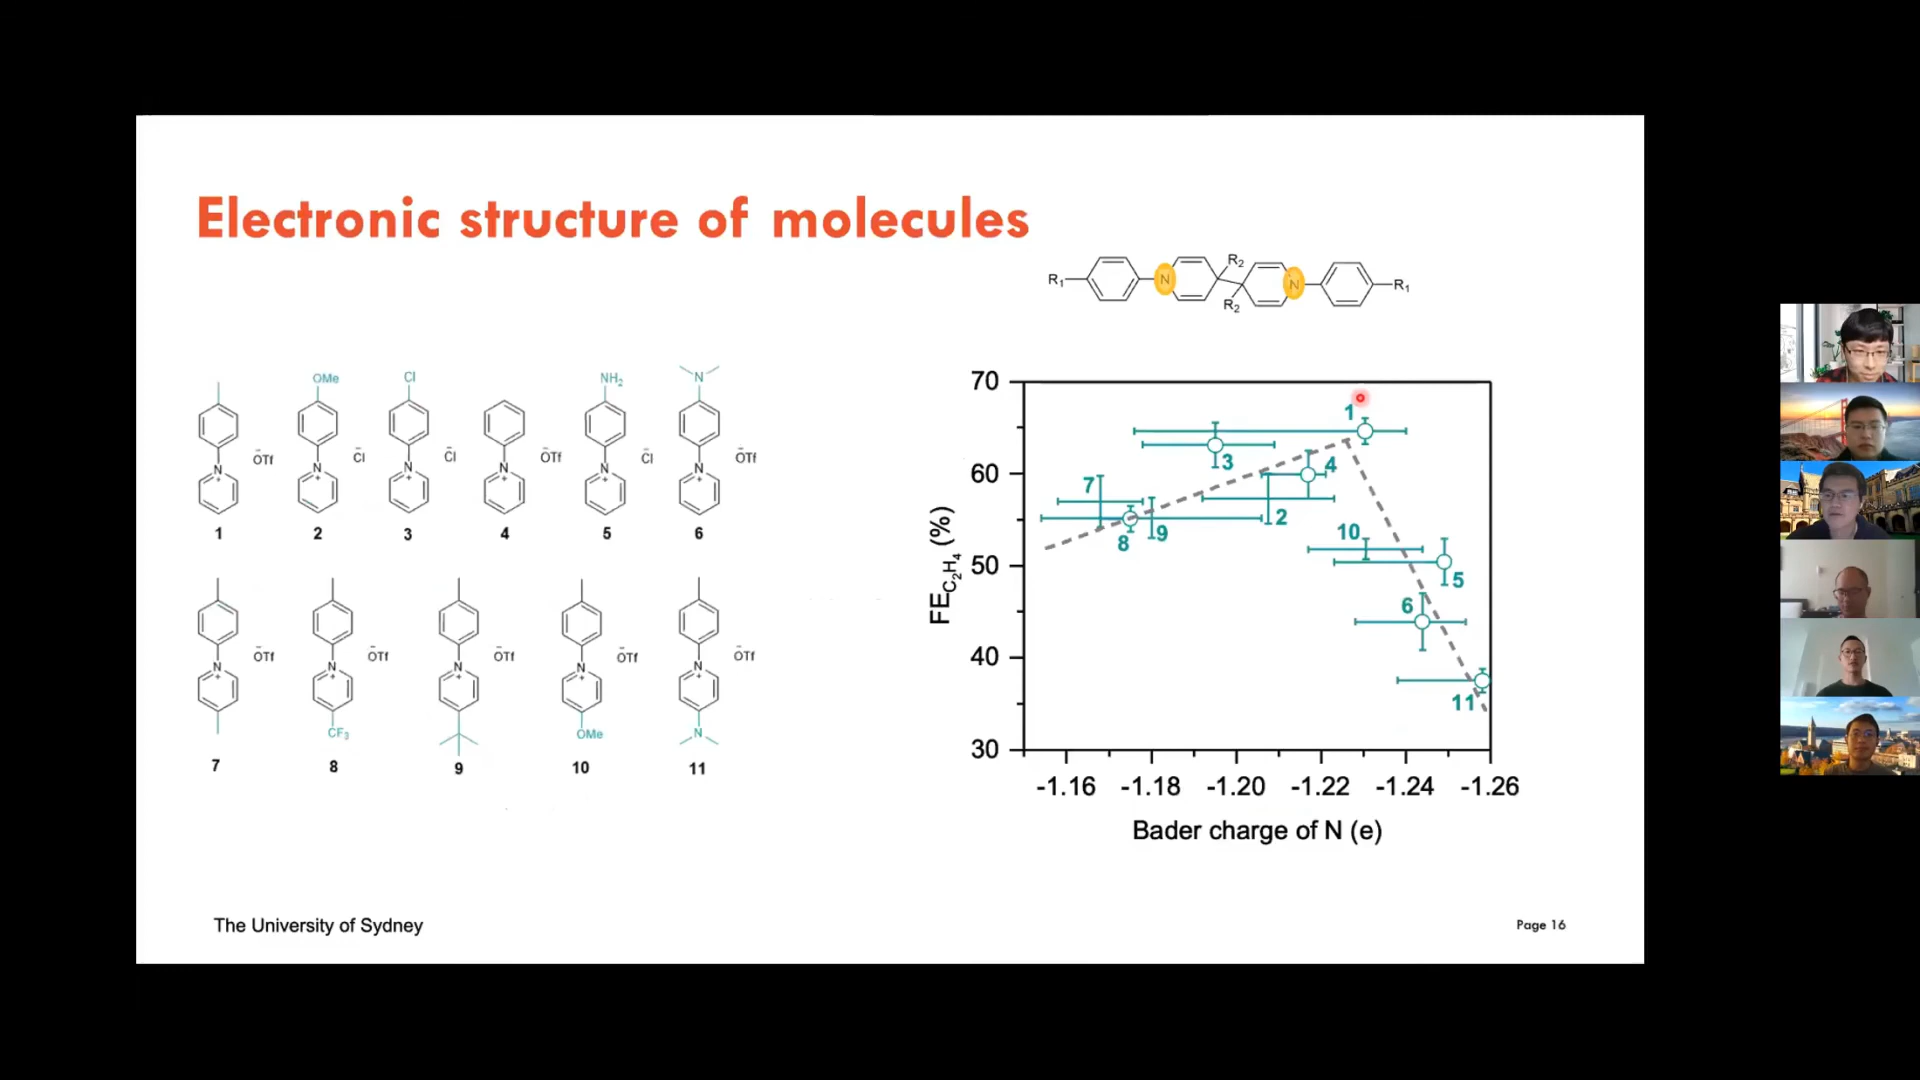 Electronic structure of molecules
R₁ N R₂ R₂ N R₁
OMe Cl NH₂ N
N⁺ ⁻OTf N⁺ Cl⁻ N⁺ Cl⁻ N⁺ ⁻OTf N⁺ Cl⁻ N⁺ ⁻OTf
1 2 3 4 5 6
N⁺ ⁻OTf N⁺ ⁻OTf N⁺ ⁻OTf N⁺ ⁻OTf N⁺ ⁻OTf
CF₃ OMe N
7 8 9 10 11
FE C₂H₄ (%)
70
60
50
40
30
1
3
4
7
2
8
9
10
5
6
11
-1.16 -1.18 -1.20 -1.22 -1.24 -1.26
Bader charge of N (e)
The University of Sydney
Page 16